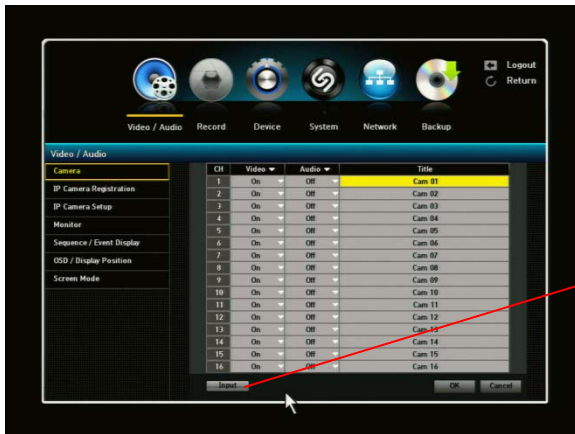 Logout
Return
Video / Audio Record Device System Network Backup
Video / Audio
Camera
IP Camera Registration
IP Camera Setup
Monitor
Sequence / Event Display
OSD / Display Position
Screen Mode
CH Video Audio Title
1 On Off Cam 01
2 On Off Cam 02
3 On Off Cam 03
4 On Off Cam 04
5 On Off Cam 05
6 On Off Cam 06
7 On Off Cam 07
8 On Off Cam 08
9 On Off Cam 09
10 On Off Cam 10
11 On Off Cam 11
12 On Off Cam 12
13 On Off Cam 13
14 On Off Cam 14
15 On Off Cam 15
16 On Off Cam 16
Input OK Cancel